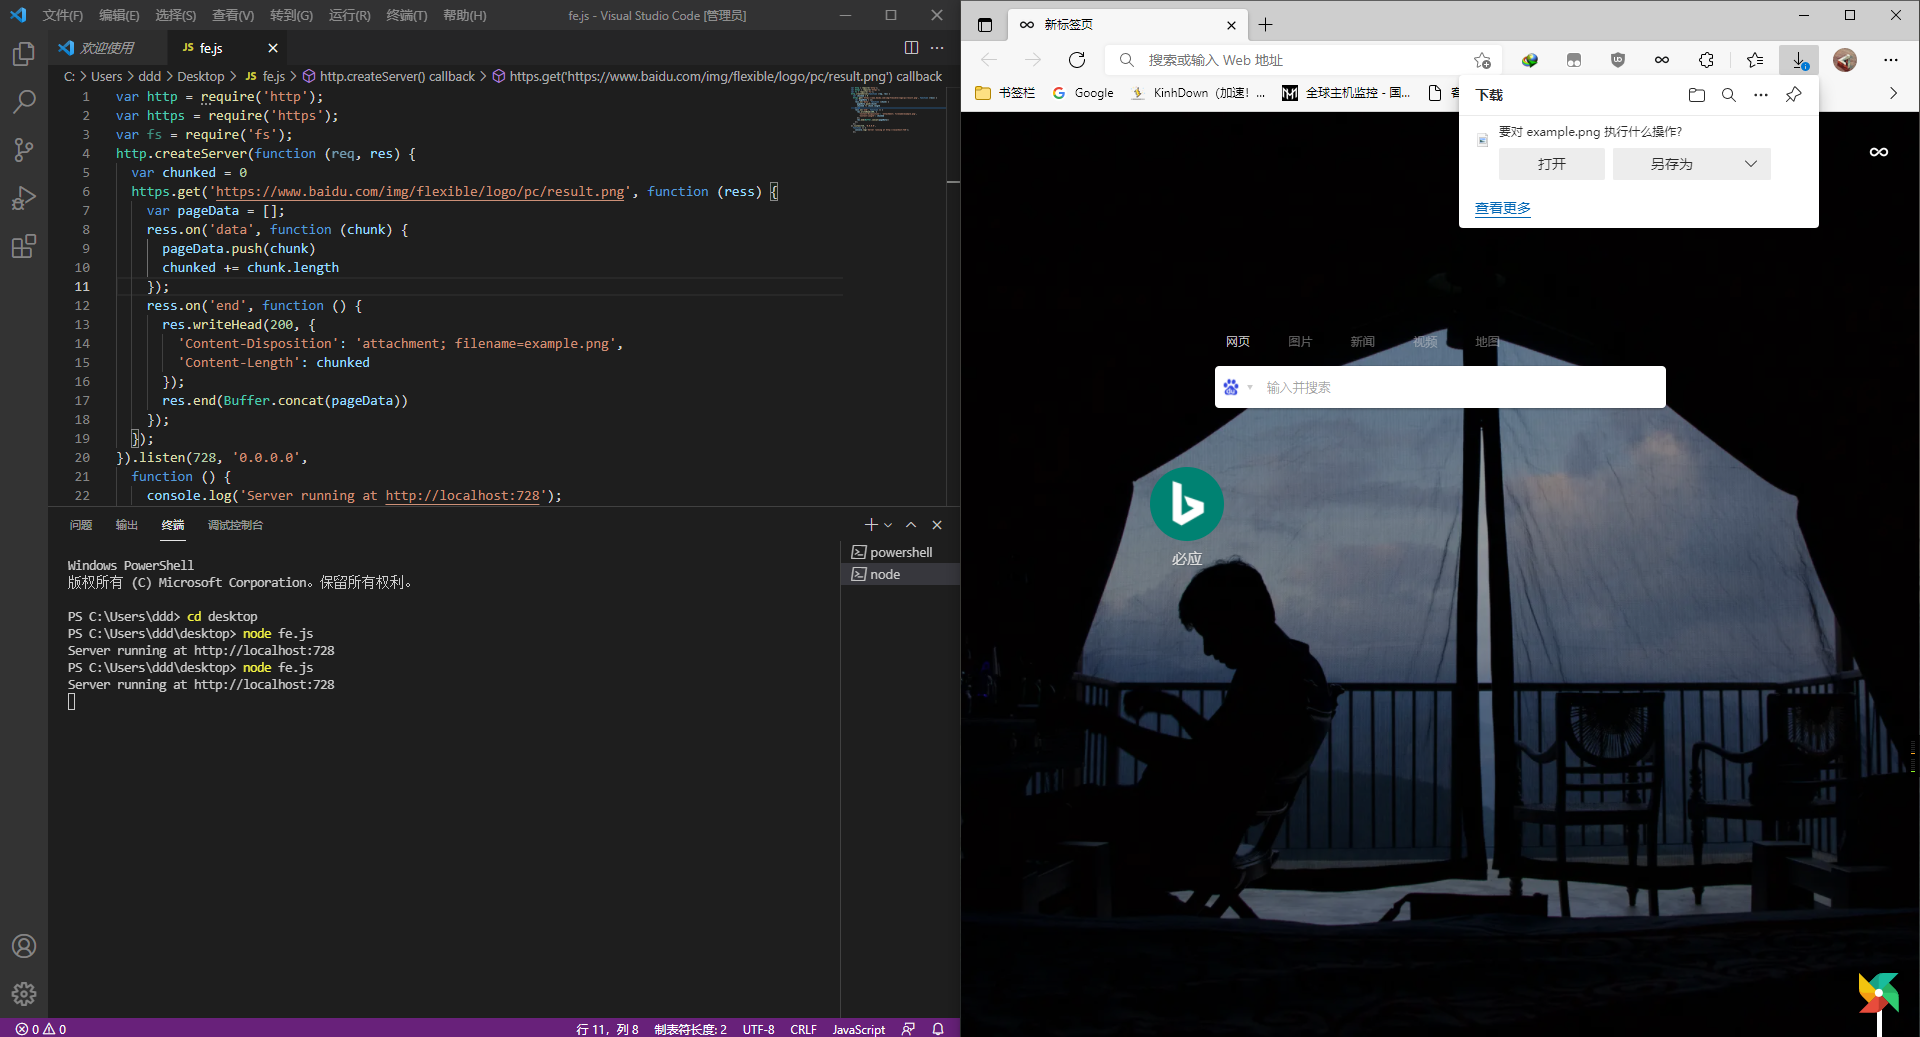 文件(F) 编辑(E) 选择(S) 查看(V) 转到(G) 运行(R) 终端(T) 帮助(H) fe.js - Visual Studio Code [管理员]
欢迎使用 JS fe.js
C: > Users > ddd > Desktop > JS fe.js > http.createServer() callback > https.get('https://www.baidu.com/img/flexible/logo/pc/result.png') callback
1 var http = require('http');
2 var https = require('https');
3 var fs = require('fs');
4 http.createServer(function (req, res) {
5 var chunked = 0
6 https.get('https://www.baidu.com/img/flexible/logo/pc/result.png', function (ress) {
7 var pageData = [];
8 ress.on('data', function (chunk) {
9 pageData.push(chunk)
10 chunked += chunk.length
11 });
12 ress.on('end', function () {
13 res.writeHead(200, {
14 'Content-Disposition': 'attachment; filename=example.png',
15 'Content-Length': chunked
16 });
17 res.end(Buffer.concat(pageData))
18 });
19 });
20 }).listen(728, '0.0.0.0',
21 function () {
22 console.log('Server running at http://localhost:728');
问题 输出 终端 调试控制台
powershell
node
Windows PowerShell
版权所有 (C) Microsoft Corporation。保留所有权利。
PS C:\Users\ddd> cd desktop
PS C:\Users\ddd\desktop> node fe.js
Server running at http://localhost:728
PS C:\Users\ddd\desktop> node fe.js
Server running at http://localhost:728
0 0 行 11，列 8 制表符长度: 2 UTF-8 CRLF JavaScript
新标签页
搜索或输入 Web 地址
书签栏 Google KinhDown（加速！... 全球主机监控 - 国...
下载
要对 example.png 执行什么操作?
打开 另存为
查看更多
网页 图片 新闻 视频 地图
输入并搜索
必应